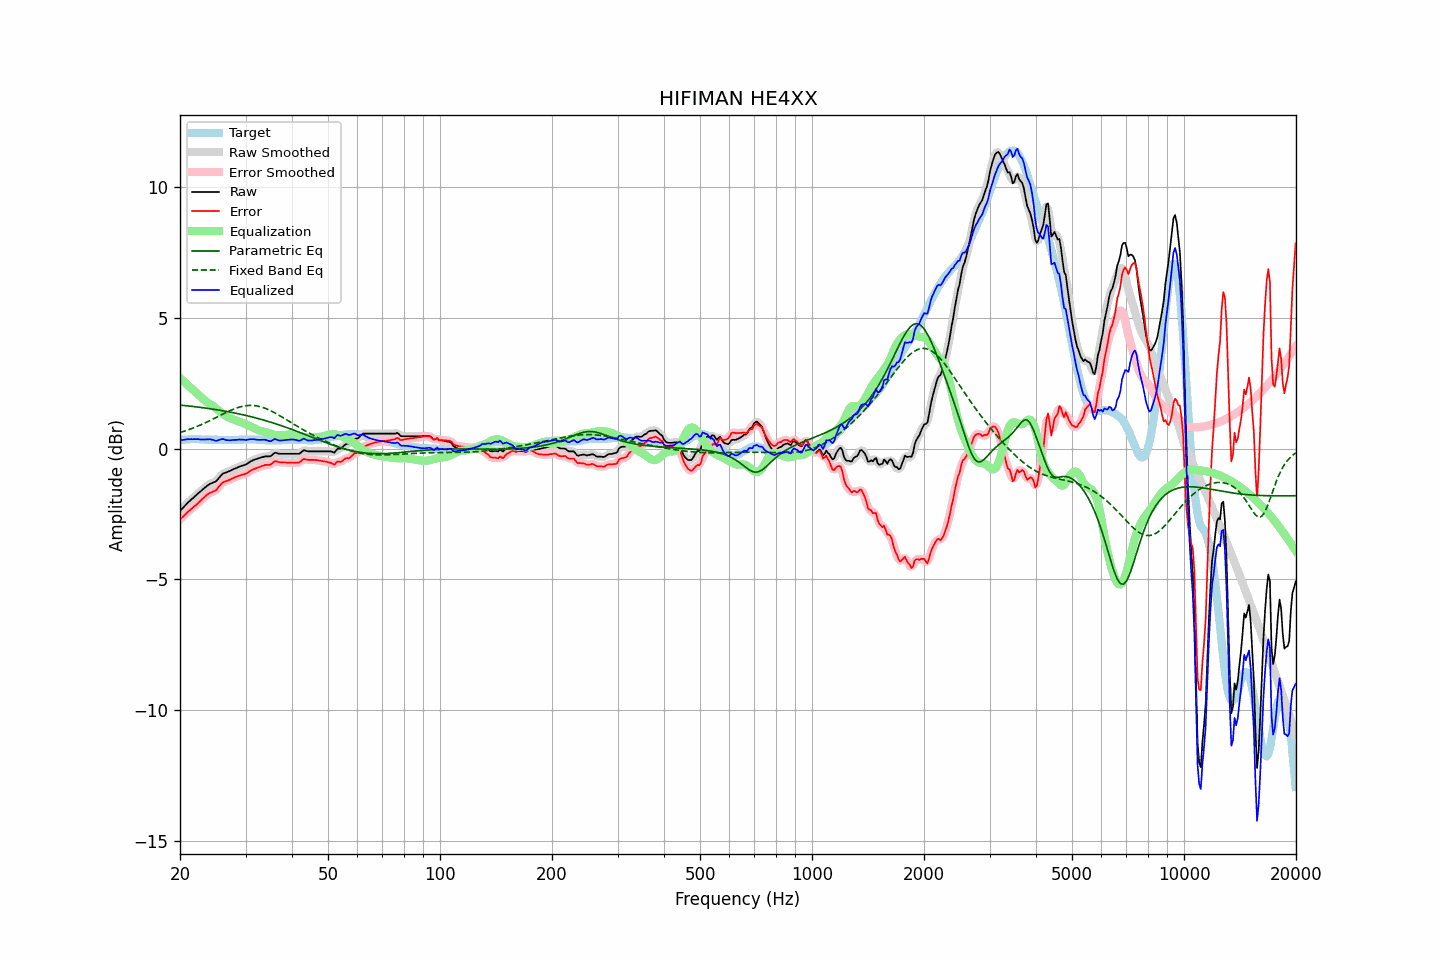 HIFIMAN HE4XX
Target
Raw Smoothed
Error Smoothed
Raw
Error
Equalization
Parametric Eq
Fixed Band Eq
Equalized
Amplitude (dBr)
10
5
0
−5
−10
−15
20 50 100 200 500 1000 2000 5000 10000 20000
Frequency (Hz)